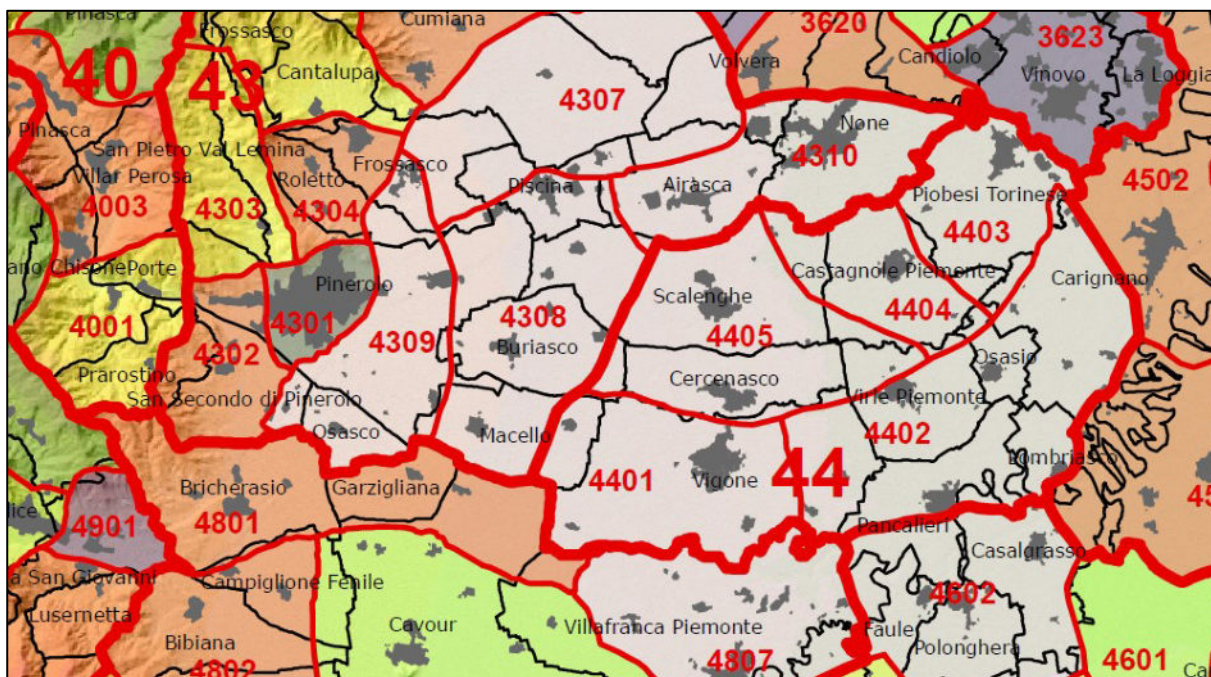 Pinasca
Frossasco
Cumiana
3620
Candiolo
3623
40
43
Cantalupa
Volvera
Vinovo
La Loggia
4307
Pinasca
None
San Pietro Val Lemina
Frossasco
4310
Villar Perosa
Roletto
Piscina
Airasca
Piobesi Torinese
4502
4003
4303
4304
4403
Porte
Pinerolo
Castagnole Piemonte
Carignano
Scalenghe
4001
4301
4309
4308
4405
4404
4302
Buriasco
Osasio
Prarostino
Cercenasco
San Secondo di Pinerolo
Virle Piemonte
Osasco
Macello
4402
Lombriasco
Bricherasio
Garzigliana
4401
Vigone
44
4901
4801
Pancalieri
Casalgrasso
San Giovanni
Campiglione Fenile
4602
Lusernetta
Bibiana
Cavour
Villafranca Piemonte
Faule
Polonghera
4802
4807
4601